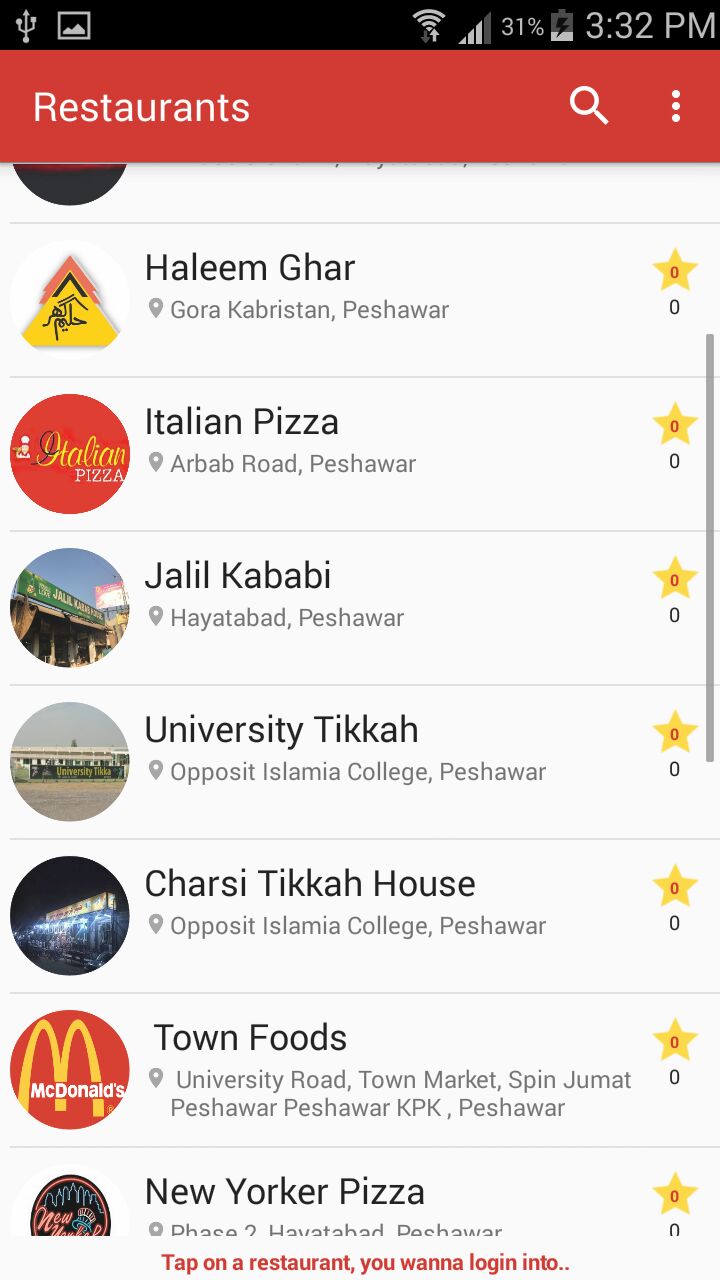 31% 3:32 PM
Restaurants
Haleem Ghar
0
Gora Kabristan, Peshawar
0
حلیم گھر
Italian Pizza
0
Arbab Road, Peshawar
0
Italian
PIZZA
Jalil Kababi
0
Hayatabad, Peshawar
0
JALIL KABAB
University Tikkah
0
Opposit Islamia College, Peshawar
0
University Tikka
Charsi Tikkah House
0
Opposit Islamia College, Peshawar
0
Town Foods
0
University Road, Town Market, Spin Jumat
Peshawar Peshawar KPK , Peshawar
0
McDonald's
New Yorker Pizza
0
Phase 2, Hayatabad, Peshawar
0
New Yorker
Tap on a restaurant, you wanna login into..